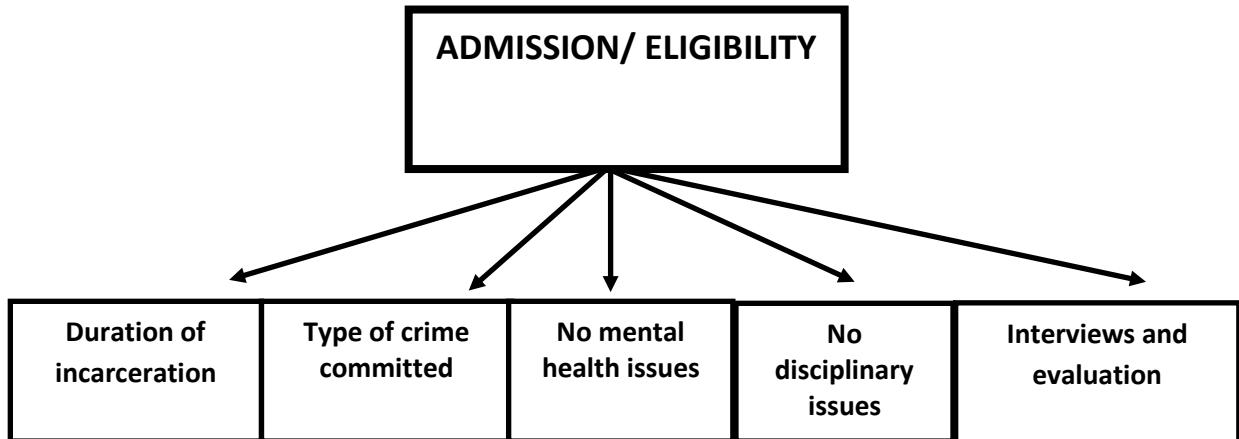 ADMISSION/ ELIGIBILITY
Duration of
incarceration
Type of crime
committed
No mental
health issues
No
disciplinary
issues
Interviews and
evaluation